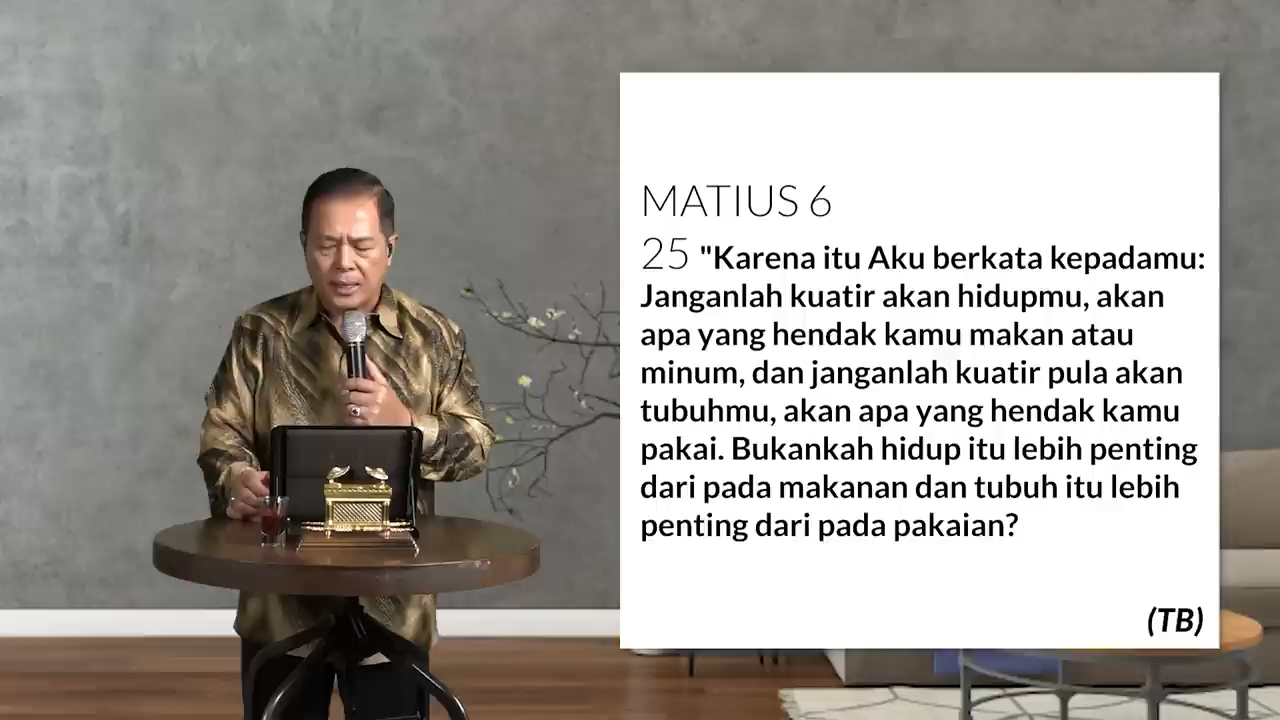 MATIUS 6
25 "Karena itu Aku berkata kepadamu:
Janganlah kuatir akan hidupmu, akan
apa yang hendak kamu makan atau
minum, dan janganlah kuatir pula akan
tubuhmu, akan apa yang hendak kamu
pakai. Bukankah hidup itu lebih penting
dari pada makanan dan tubuh itu lebih
penting dari pada pakaian?
(TB)